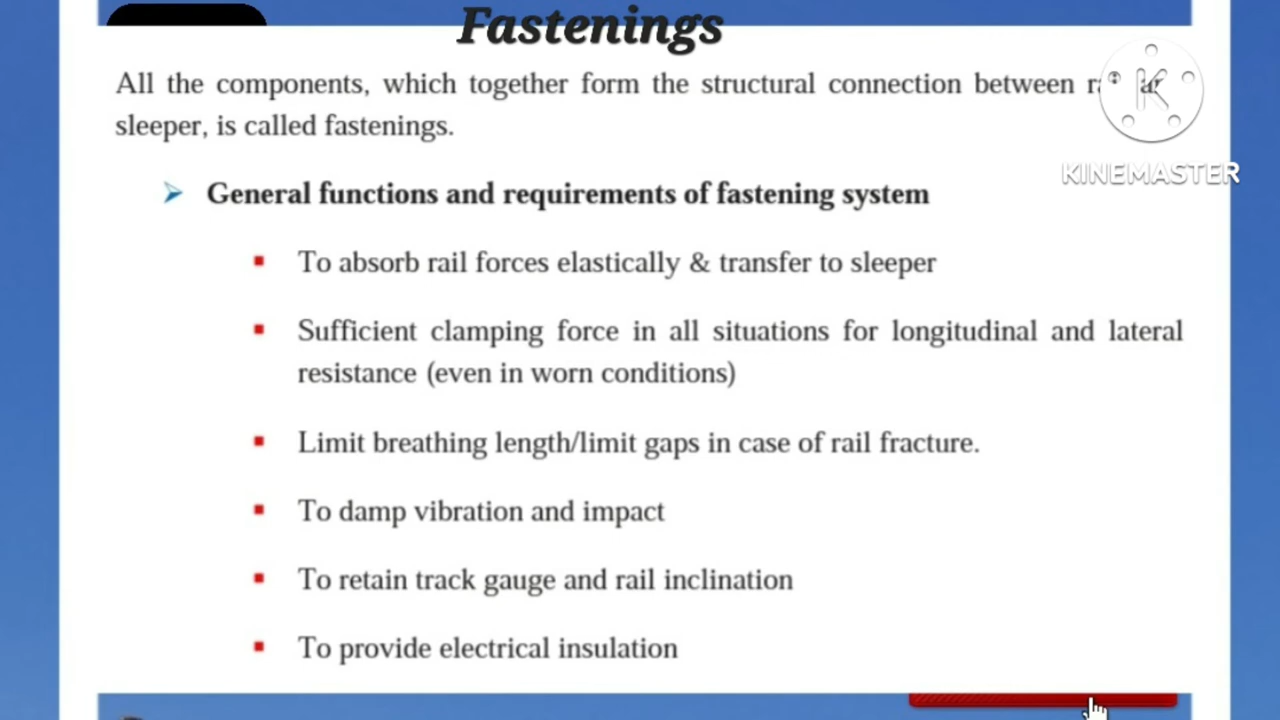 Fastenings
All the components, which together form the structural connection between
sleeper, is called fastenings.
General functions and requirements of fastening system
To absorb rail forces elastically & transfer to sleeper
Sufficient clamping force in all situations for longitudinal and lateral
resistance (even in worn conditions)
Limit breathing length/limit gaps in case of rail fracture.
To damp vibration and impact
To retain track gauge and rail inclination
To provide electrical insulation
K
KINEMASTER